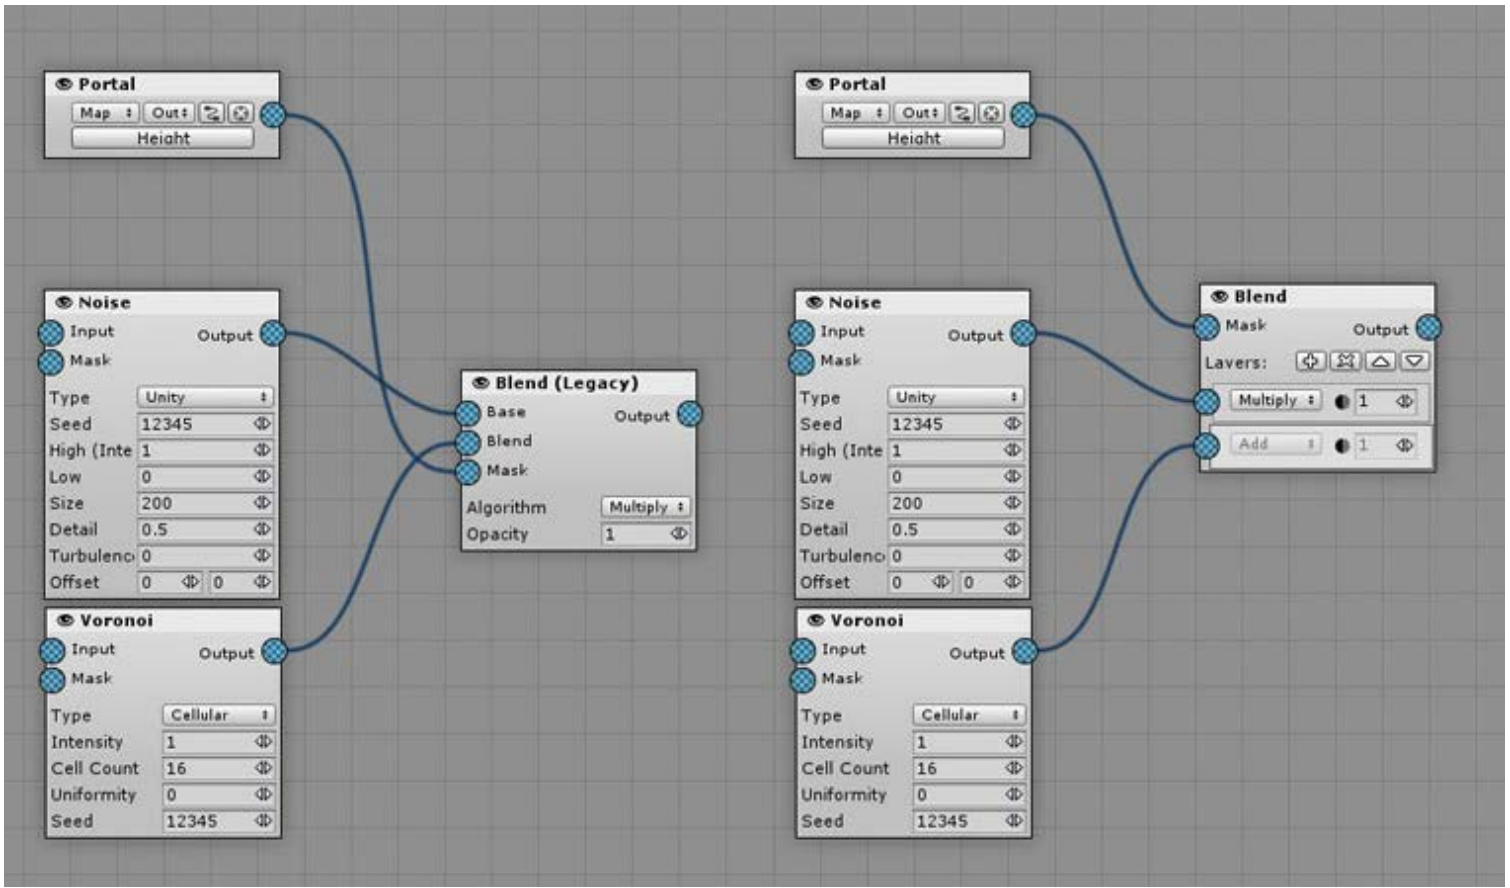 Portal
Map Out
Height
Noise
Input Output
Mask
Type Unity
Seed 12345
High (Inte 1
Low 0
Size 200
Detail 0.5
Turbulenc 0
Offset 0 0
Voronoi
Input Output
Mask
Type Cellular
Intensity 1
Cell Count 16
Uniformity 0
Seed 12345
Blend (Legacy)
Base Output
Blend
Mask
Algorithm Multiply
Opacity 1
Portal
Map Out
Height
Noise
Input Output
Mask
Type Unity
Seed 12345
High (Inte 1
Low 0
Size 200
Detail 0.5
Turbulenc 0
Offset 0 0
Voronoi
Input Output
Mask
Type Cellular
Intensity 1
Cell Count 16
Uniformity 0
Seed 12345
Blend
Mask Output
Layers:
Multiply 1
Add 1